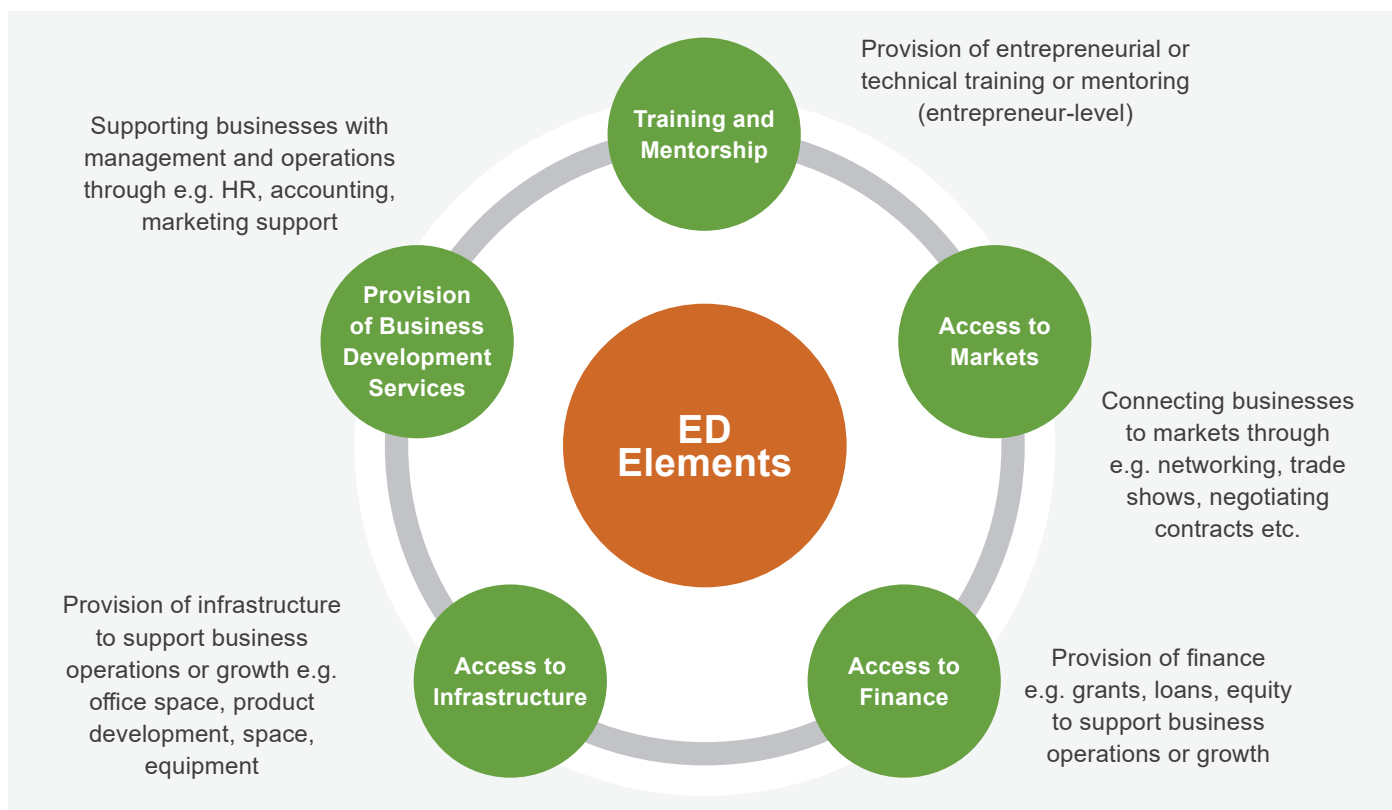 Training and
Mentorship
Provision of entrepreneurial or
technical training or mentoring
(entrepreneur-level)
Access to
Markets
Connecting businesses
to markets through
e.g. networking, trade
shows, negotiating
contracts etc.
Access to
Finance
Provision of finance
e.g. grants, loans, equity
to support business
operations or growth
Access to
Infrastructure
Provision of infrastructure
to support business
operations or growth e.g.
office space, product
development, space,
equipment
Provision
of Business
Development
Services
Supporting businesses with
management and operations
through e.g. HR, accounting,
marketing support
ED
Elements